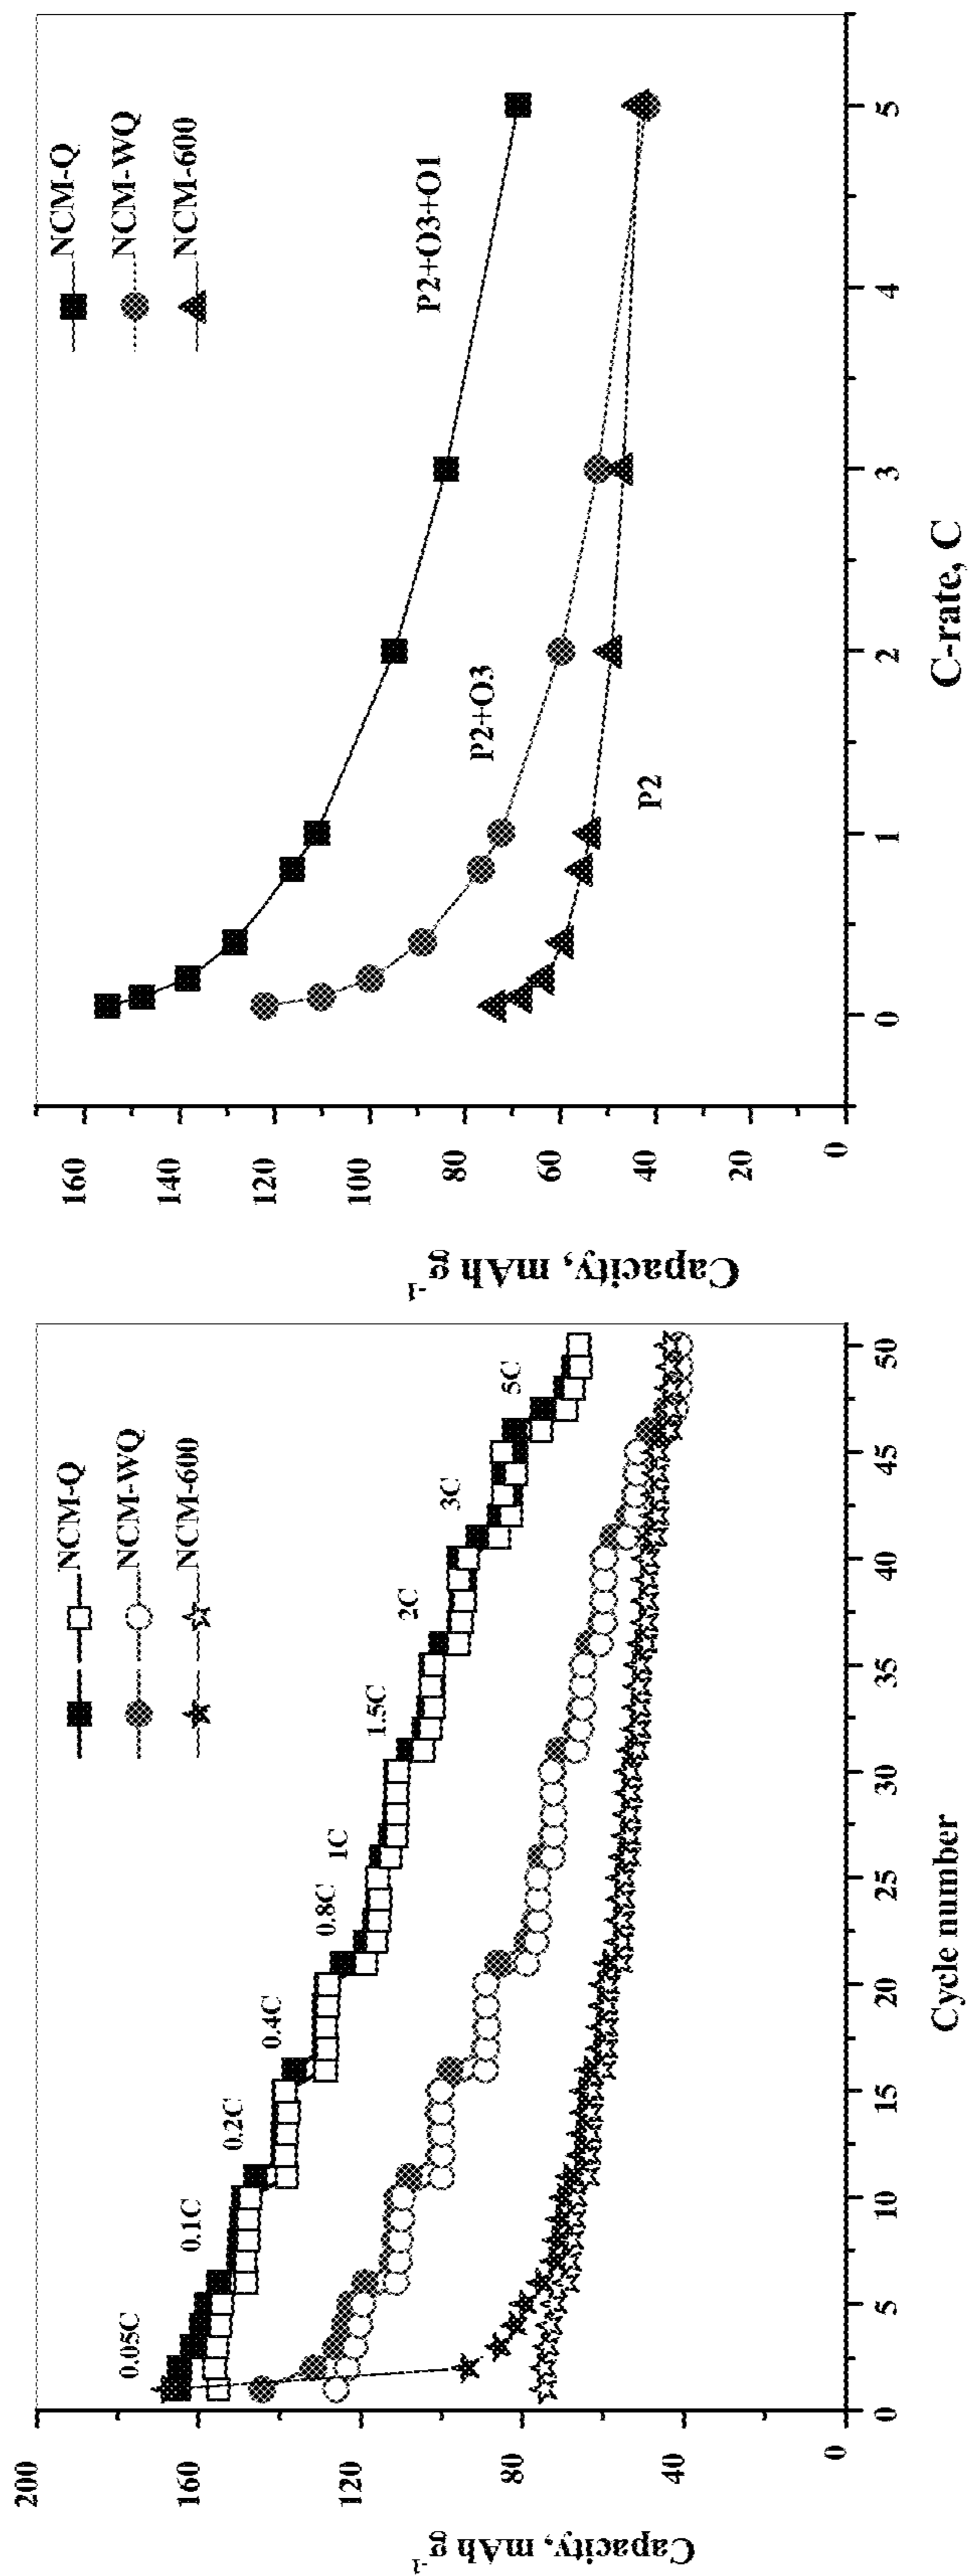 NCM-Q
NCM-WQ
NCM-600
0.05C
0.1C
0.2C
0.4C
0.8C
1C
1.5C
2C
3C
5C
200
160
120
80
40
0
Capacity, mAh g-1
0 5 10 15 20 25 30 35 40 45 50
Cycle number
NCM-Q
NCM-WQ
NCM-600
P2+O3+O1
P2+O3
P2
160
140
120
100
80
60
40
20
0
Capacity, mAh g-1
0 1 2 3 4 5
C-rate, C